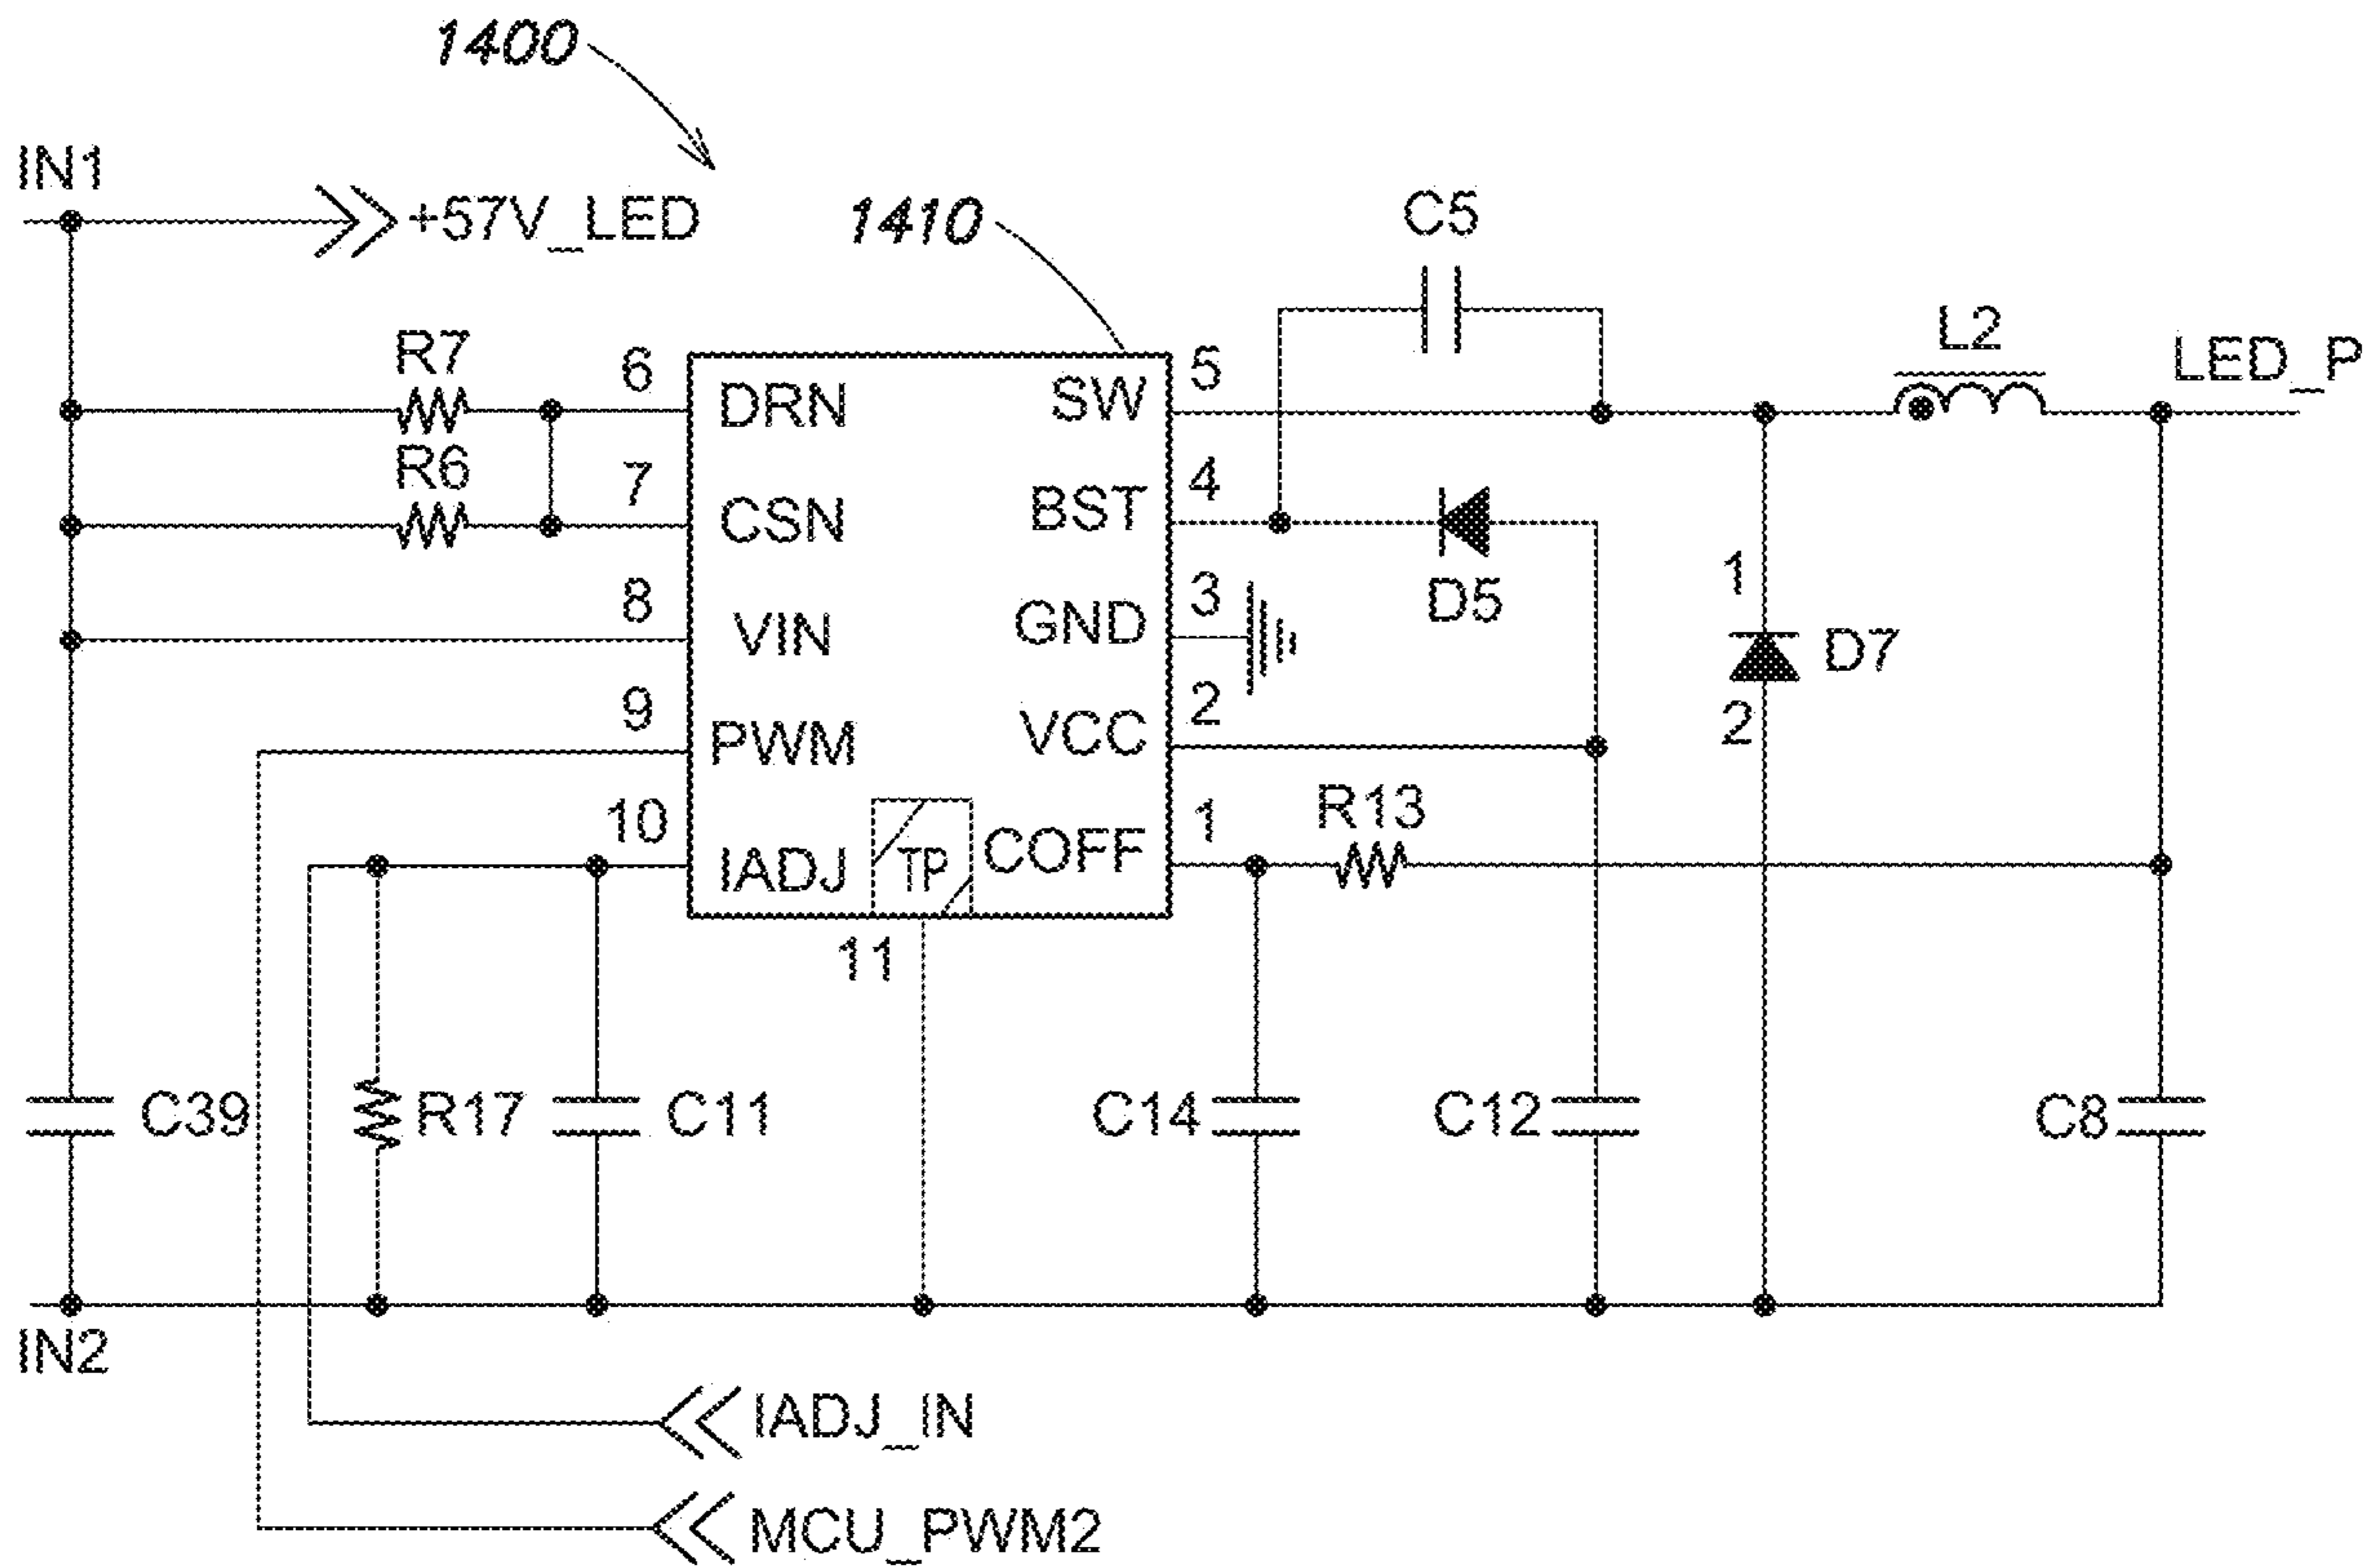 1400
IN1
+57V_LED
1410
C5
L2
LED_P
R7
6
DRN
SW
5
R6
7
CSN
BST
4
D5
8
VIN
GND
3
1
D7
2
9
PWM
VCC
2
10
IADJ
TP
COFF
1
R13
11
C39
R17
C11
C14
C12
C8
IN2
IADJ_IN
MCU_PWM2